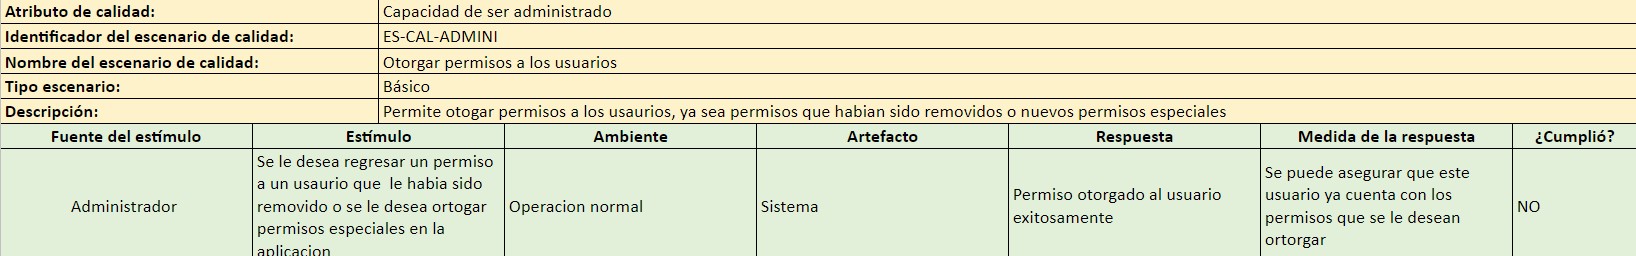 Atributo de calidad: Capacidad de ser administrado
Identificador del escenario de calidad: ES-CAL-ADMINI
Nombre del escenario de calidad: Otorgar permisos a los usuarios
Tipo escenario: Básico
Descripción: Permite otogar permisos a los usaurios, ya sea permisos que habian sido removidos o nuevos permisos especiales
Fuente del estímulo Estímulo Ambiente Artefacto Respuesta Medida de la respuesta ¿Cumplió?
Administrador
Se le desea regresar un permiso
a un usaurio que le habia sido
removido o se le desea ortogar
permisos especiales en la
aplicacion
Operacion normal
Sistema
Permiso otorgado al usuario
exitosamente
Se puede asegurar que este
usuario ya cuenta con los
permisos que se le desean
ortorgar
NO